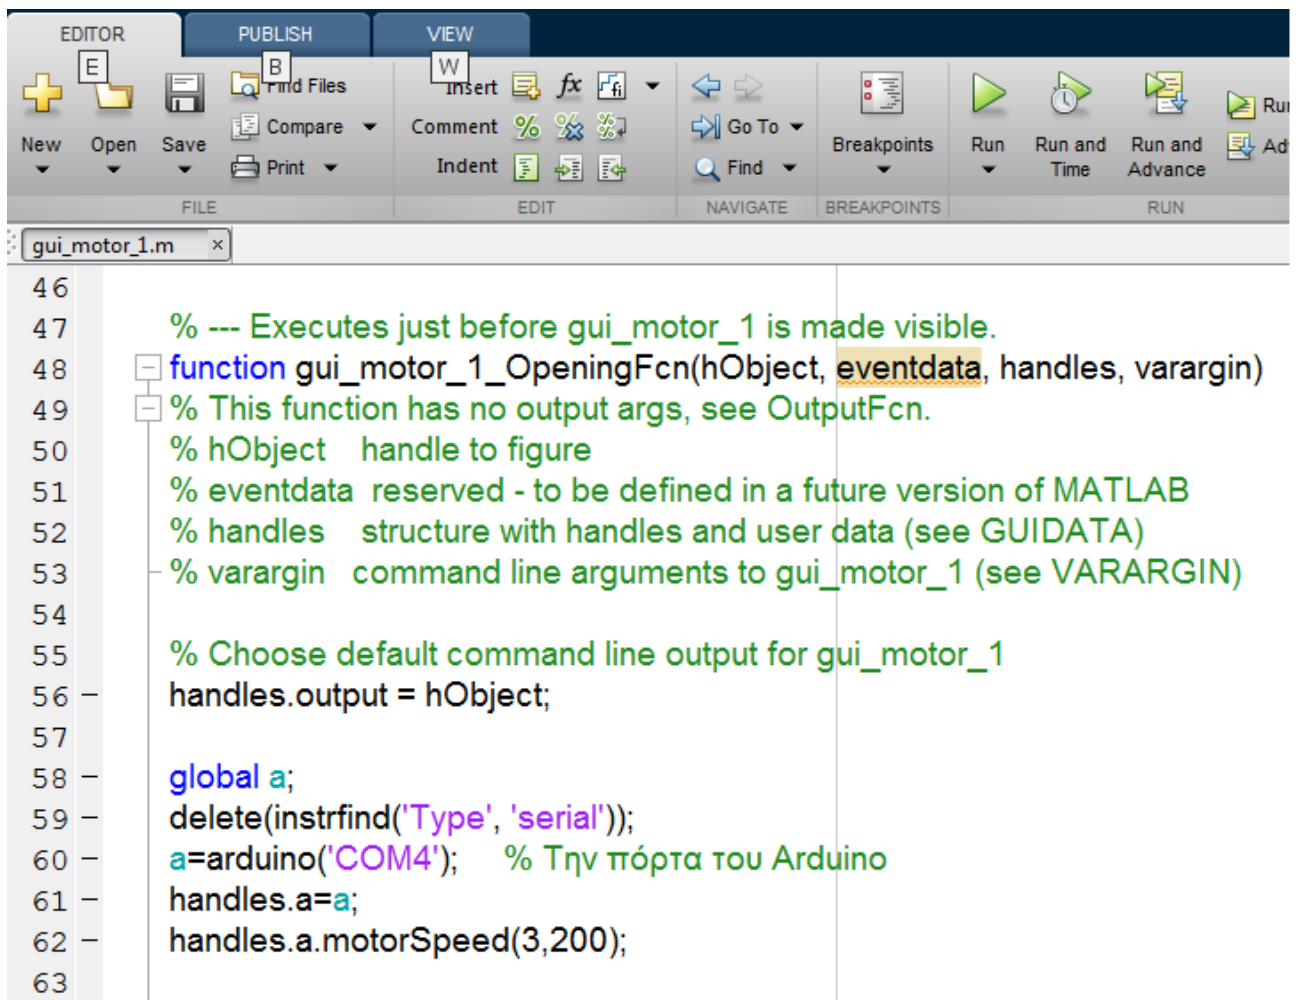 EDITOR PUBLISH VIEW
E B W
New
Open
Save
Find Files
Compare
Print
FILE
Insert fx fi
Comment
Indent
EDIT
Go To
Find
NAVIGATE
Breakpoints
BREAKPOINTS
Run
Run and
Time
Run and
Advance
RUN
gui_motor_1.m ×
46
47 % --- Executes just before gui_motor_1 is made visible.
48 function gui_motor_1_OpeningFcn(hObject, eventdata, handles, varargin)
49 % This function has no output args, see OutputFcn.
50 % hObject handle to figure
51 % eventdata reserved - to be defined in a future version of MATLAB
52 % handles structure with handles and user data (see GUIDATA)
53 % varargin command line arguments to gui_motor_1 (see VARARGIN)
54
55 % Choose default command line output for gui_motor_1
56 – handles.output = hObject;
57
58 – global a;
59 – delete(instrfind('Type', 'serial'));
60 – a=arduino('COM4'); % Την πόρτα του Arduino
61 – handles.a=a;
62 – handles.a.motorSpeed(3,200);
63